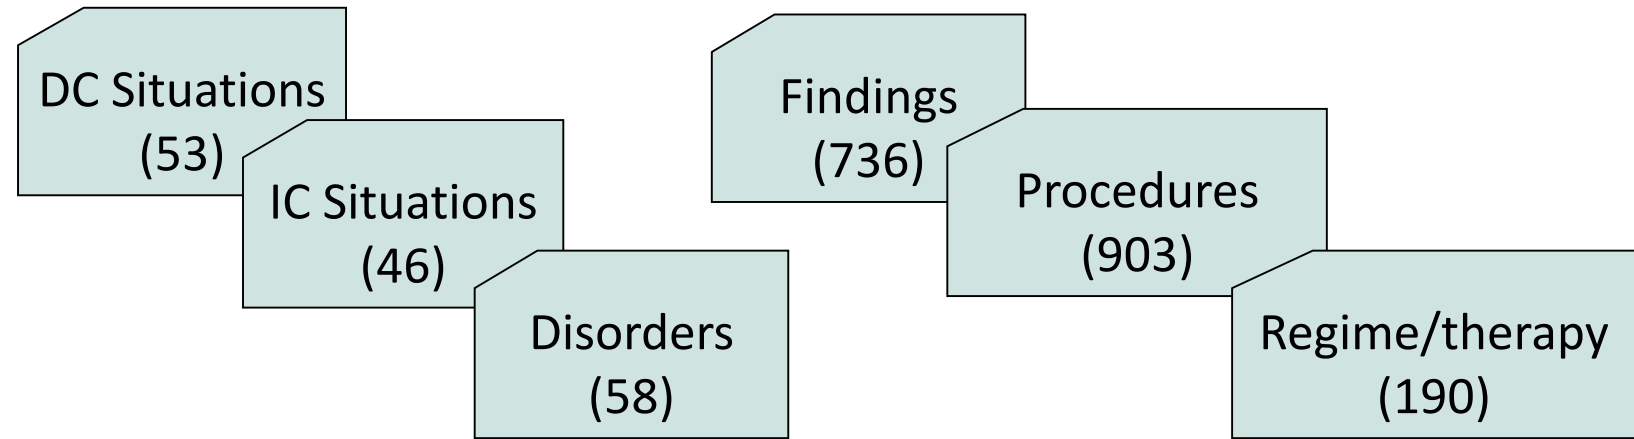 DC Situations
(53)
IC Situations
(46)
Disorders
(58)
Findings
(736)
Procedures
(903)
Regime/therapy
(190)